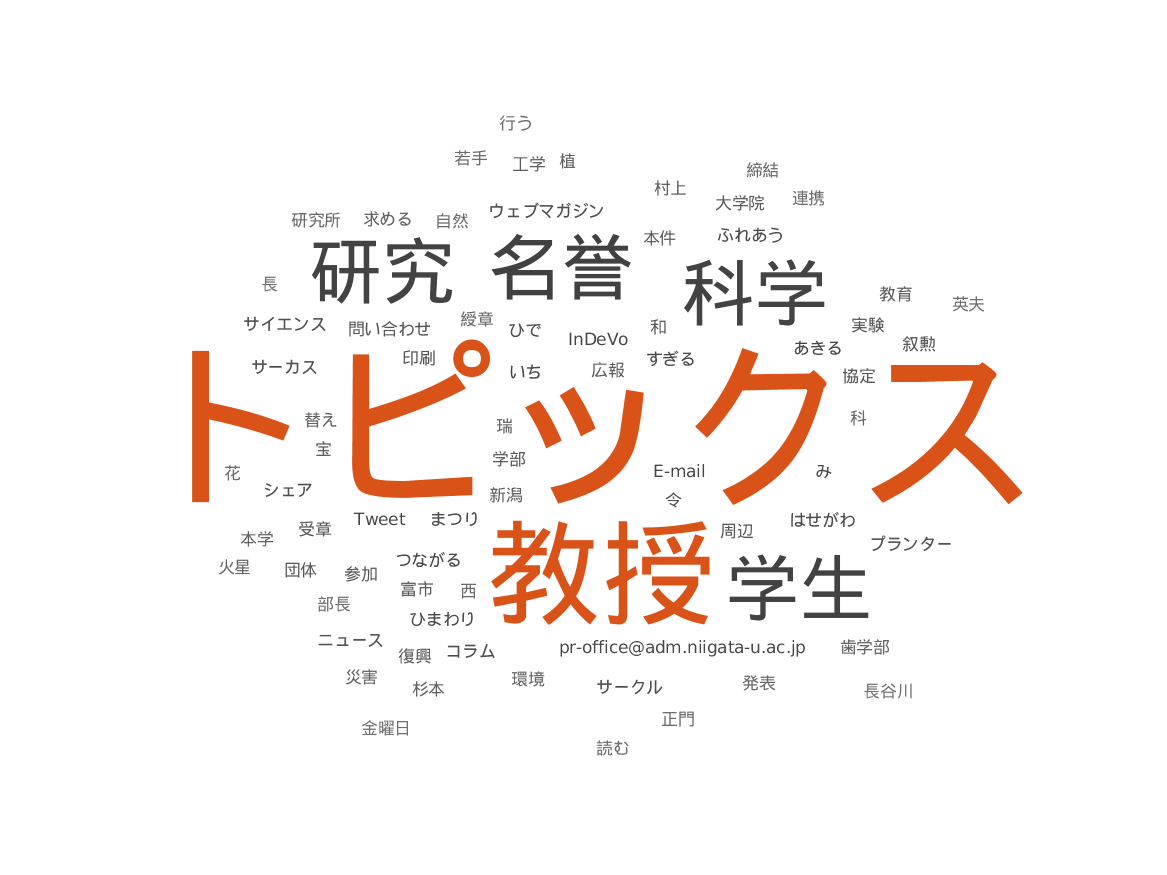 行う
若手
工学
植
締結
村上
大学院
連携
研究所
求める
自然
ウェブマガジン
本件
ふれあう
研究
名誉
科学
長
教育
英夫
サイエンス
問い合わせ
綬章
ひで
InDeVo
和
実験
あきる
叙勲
サーカス
印刷
いち
広報
すぎる
協定
トピックス
替え
宝
瑞
科
学部
花
シェア
新潟
E-mail
み
令
本学
受章
Tweet
まつり
周辺
はせがわ
プランター
火星
団体
参加
つながる
教授
学生
部長
富市
西
ひまわり
ニュース
復興
コラム
pr-office@adm.niigata-u.ac.jp
歯学部
災害
杉本
環境
サークル
発表
長谷川
金曜日
正門
読む